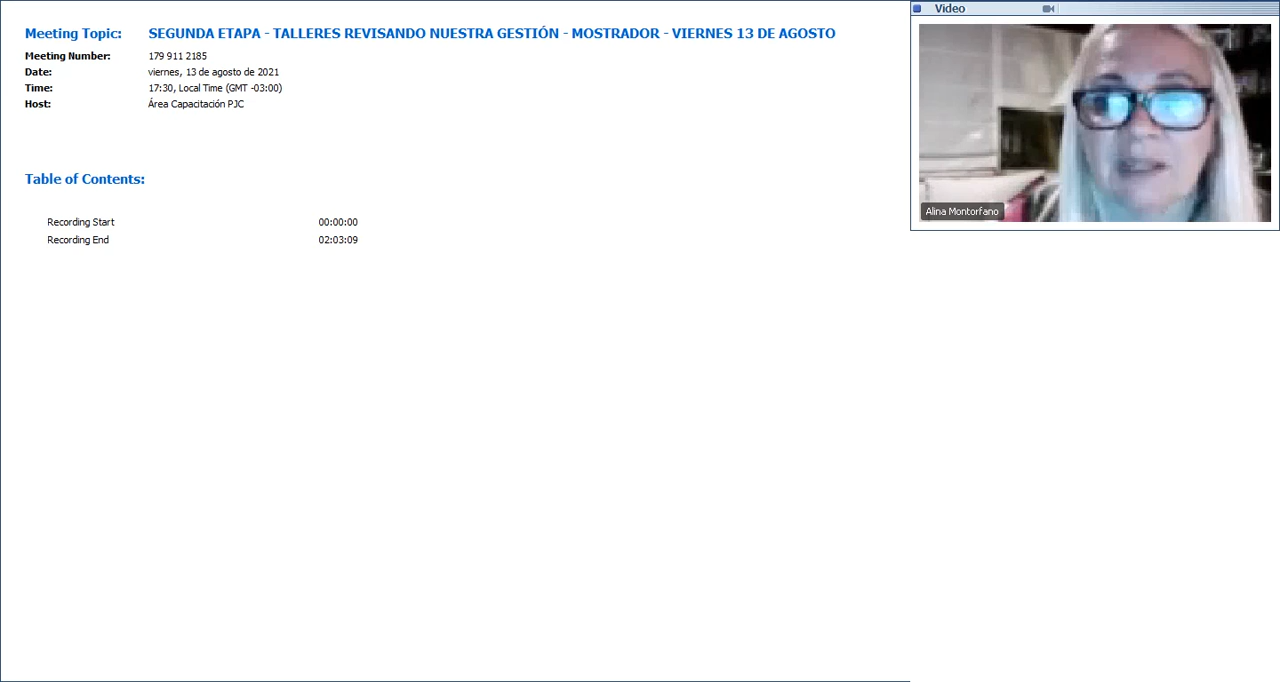 Meeting Topic: SEGUNDA ETAPA - TALLERES REVISANDO NUESTRA GESTIÓN - MOSTRADOR - VIERNES 13 DE AGOSTO
Meeting Number: 179 911 2185
Date: viernes, 13 de agosto de 2021
Time: 17:30, Local Time (GMT -03:00)
Host: Área Capacitación PJC
Table of Contents:
Recording Start 00:00:00
Recording End 02:03:09
Video
Alina Montorfano